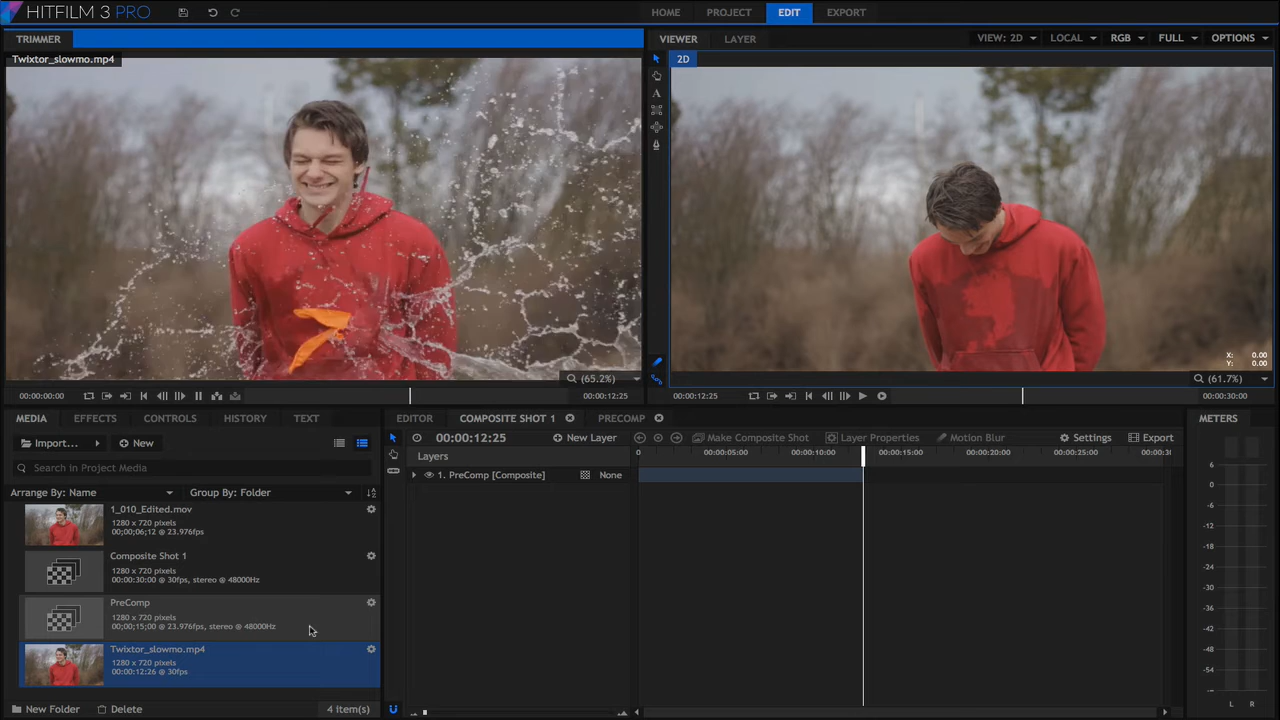 HITFILM 3 PRO
HOME PROJECT EDIT EXPORT
TRIMMER
Twixtor_slowmo.mp4
VIEWER LAYER VIEW: 2D LOCAL RGB FULL OPTIONS
2D
X: 0.00
Y: 0.00
(65.2%)
(61.7%)
00:00:00:00 00:00:12:25
00:00:12:25 00:00:30:00
MEDIA EFFECTS CONTROLS HISTORY TEXT
Import... New
Search in Project Media
Arrange By: Name Group By: Folder
1_010_Edited.mov
1280 x 720 pixels
00;00;06;12 @ 23.976fps
Composite Shot 1
1280 x 720 pixels
00:00:30:00 @ 30fps, stereo @ 48000Hz
PreComp
1280 x 720 pixels
00;00;15;00 @ 23.976fps, stereo @ 48000Hz
Twixtor_slowmo.mp4
1280 x 720 pixels
00:00:12:26 @ 30fps
New Folder Delete 4 item(s)
EDITOR COMPOSITE SHOT 1 PRECOMP
00:00:12:25 New Layer Make Composite Shot Layer Properties Motion Blur Settings Export
Layers
0 00:00:05:00 00:00:10:00 00:00:15:00 00:00:20:00 00:00:25:00 00:00:3
1. PreComp [Composite] None
METERS
6
0
-6
-12
-18
-24
-30
-36
-42
-48
-54
L R